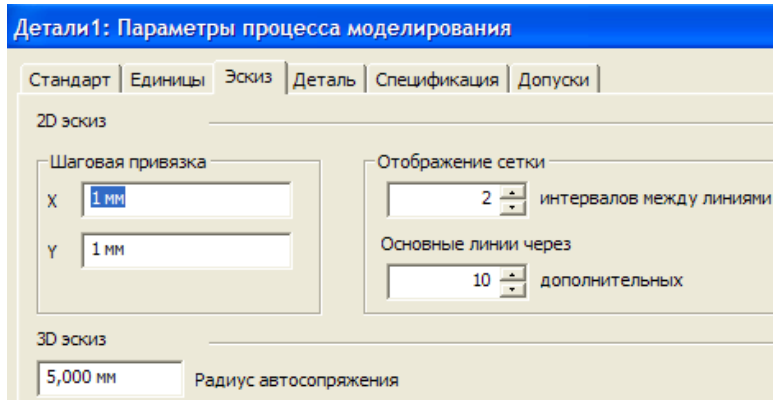 Детали1: Параметры процесса моделирования
Стандарт Единицы Эскиз Деталь Спецификация Допуски
2D эскиз
Шаговая привязка Отображение сетки
X 1 мм 2 интервалов между линиями
Y 1 мм Основные линии через
10 дополнительных
3D эскиз
5,000 мм Радиус автосопряжения